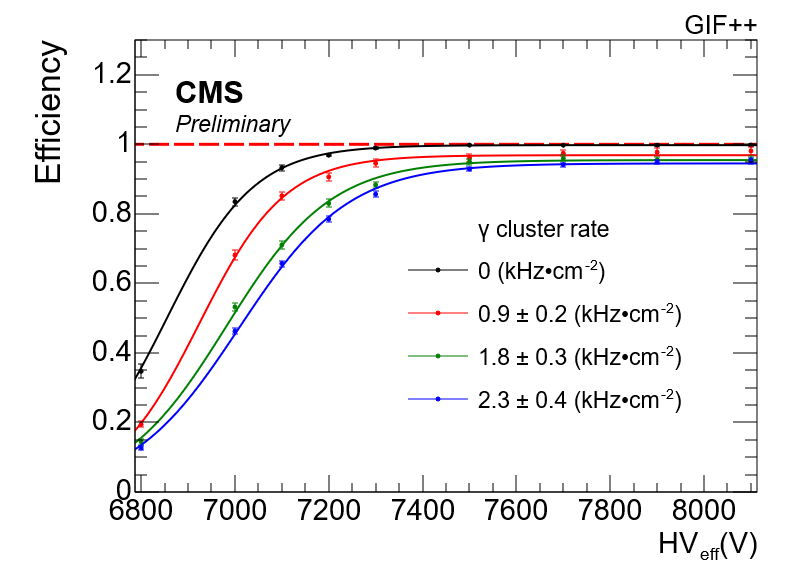 GIF++
Efficiency
CMS
Preliminary
1.2
1
0.8
0.6
0.4
0.2
0
γ cluster rate
0 (kHz•cm⁻²)
0.9 ± 0.2 (kHz•cm⁻²)
1.8 ± 0.3 (kHz•cm⁻²)
2.3 ± 0.4 (kHz•cm⁻²)
6800 7000 7200 7400 7600 7800 8000
HVeff(V)